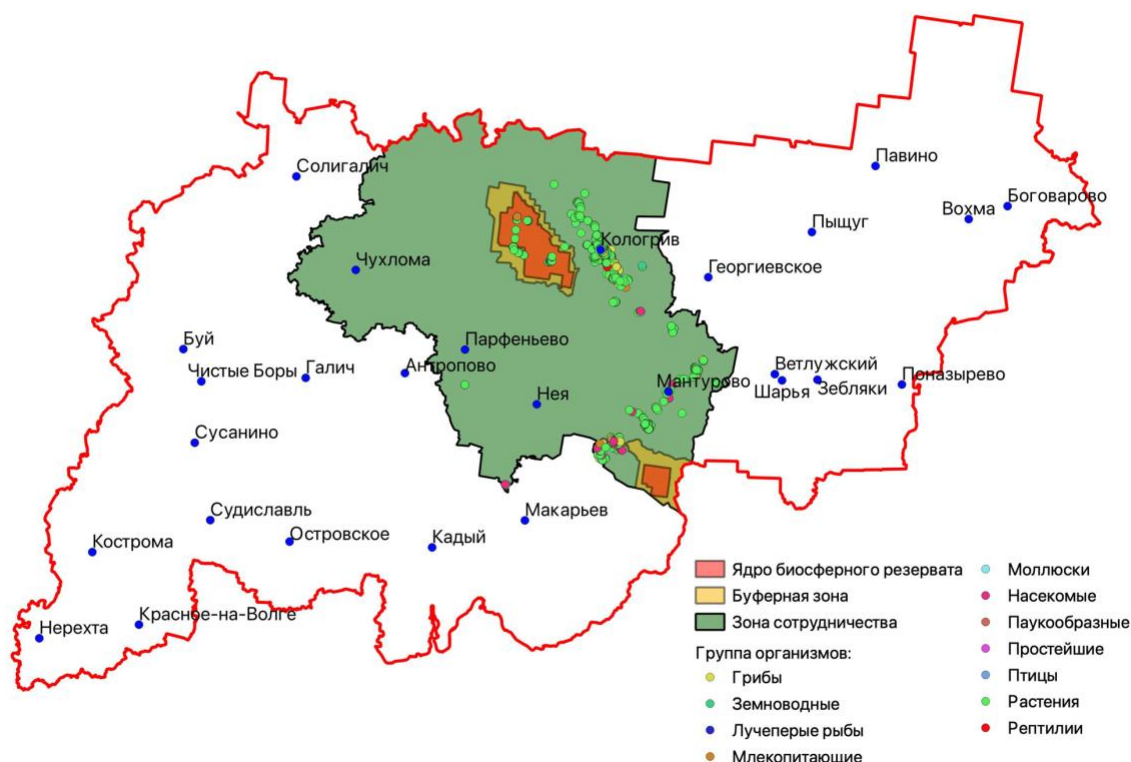 Павино
Солигалич
Боговарово
Вохма
Пыщуг
Кологрив
Чухлома
Георгиевское
Буй
Парфеньево
Чистые Боры
Галич
Антропово
Ветлужский
Мантурово
Шарья
Зебляки
Поназырево
Нея
Сусанино
Судиславль
Макарьев
Островское
Кадый
Кострома
Красное-на-Волге
Нерехта
Ядро биосферного резервата
Буферная зона
Зона сотрудничества
Группа организмов:
Грибы
Земноводные
Лучеперые рыбы
Млекопитающие
Моллюски
Насекомые
Паукообразные
Простейшие
Птицы
Растения
Рептилии